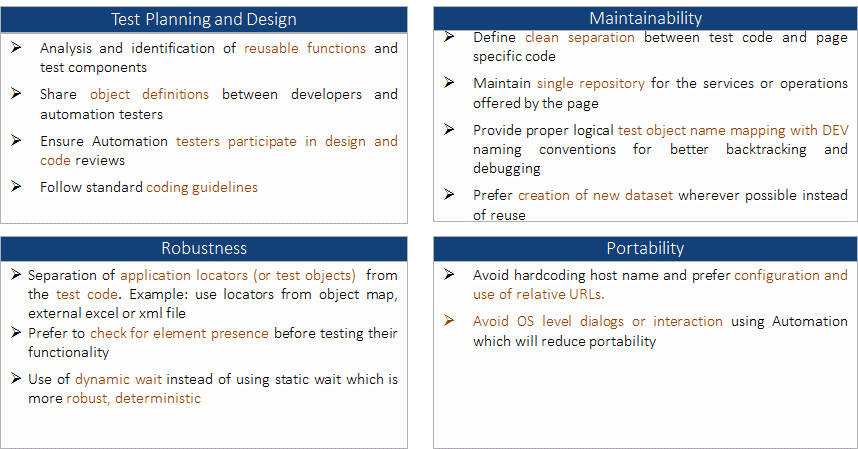 Test Planning and Design
➢ Analysis and identification of reusable functions and
test components
➢ Share object definitions between developers and
automation testers
➢ Ensure Automation testers participate in design and
code reviews
➢ Follow standard coding guidelines
Maintainability
➢ Define clean separation between test code and page
specific code
➢ Maintain single repository for the services or operations
offered by the page
➢ Provide proper logical test object name mapping with DEV
naming conventions for better backtracking and
debugging
➢ Prefer creation of new dataset wherever possible instead
of reuse
Robustness
➢ Separation of application locators (or test objects) from
the test code. Example: use locators from object map,
external excel or xml file
➢ Prefer to check for element presence before testing their
functionality
➢ Use of dynamic wait instead of using static wait which is
more robust, deterministic
Portability
➢ Avoid hardcoding host name and prefer configuration and
use of relative URLs.
➢ Avoid OS level dialogs or interaction using Automation
which will reduce portability